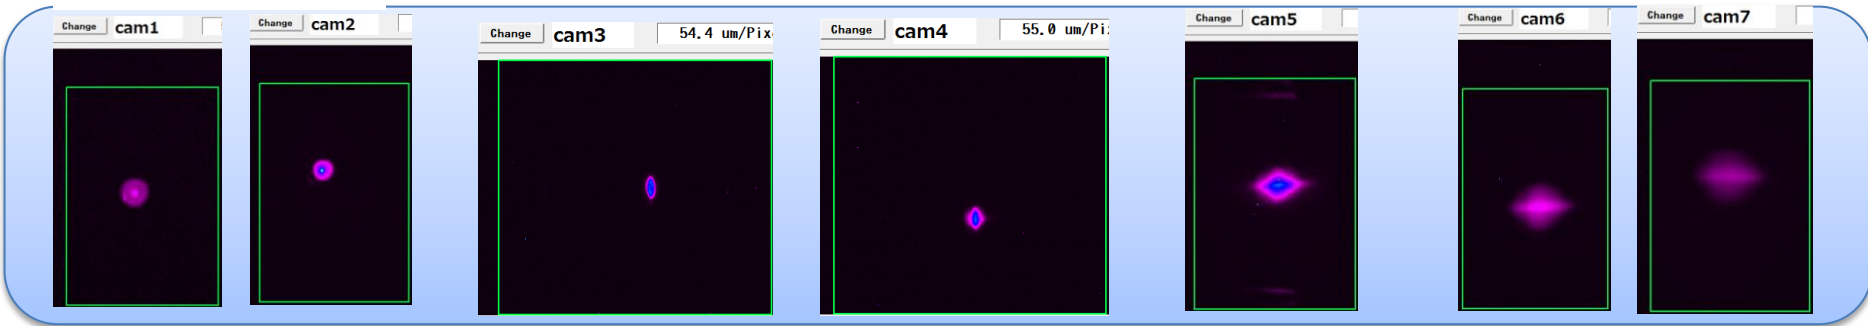 Change cam1
Change cam2
Change cam3 54.4 um/Pix
Change cam4 55.0 um/Pi
Change cam5
Change cam6
Change cam7